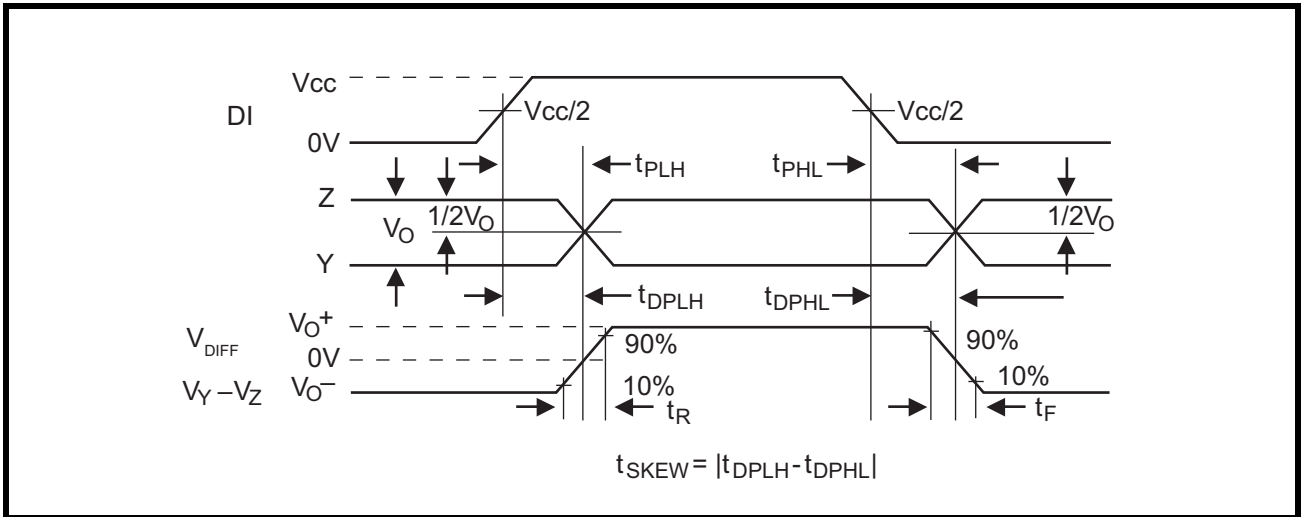 Vcc
DI
Vcc/2
Vcc/2
0V
tPLH
tPHL
Z
VO
1/2VO
1/2VO
Y
tDPLH
tDPHL
VO+
VDIFF
90%
90%
0V
VY –VZ
VO–
10%
10%
tR
tF
tSKEW = |tDPLH - tDPHL|